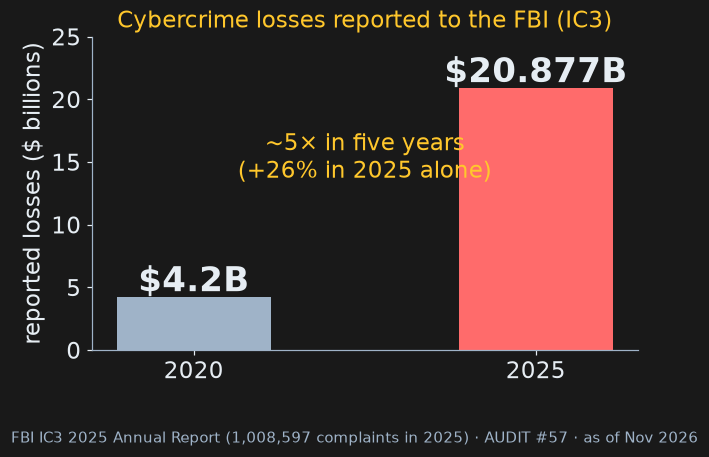 Cybercrime losses reported to the FBI (IC3)
reported losses ($ billions)
25
20
15
10
5
0
$20.877B
~5× in five years
(+26% in 2025 alone)
$4.2B
2020
2025
FBI IC3 2025 Annual Report (1,008,597 complaints in 2025) · AUDIT #57 · as of Nov 2026